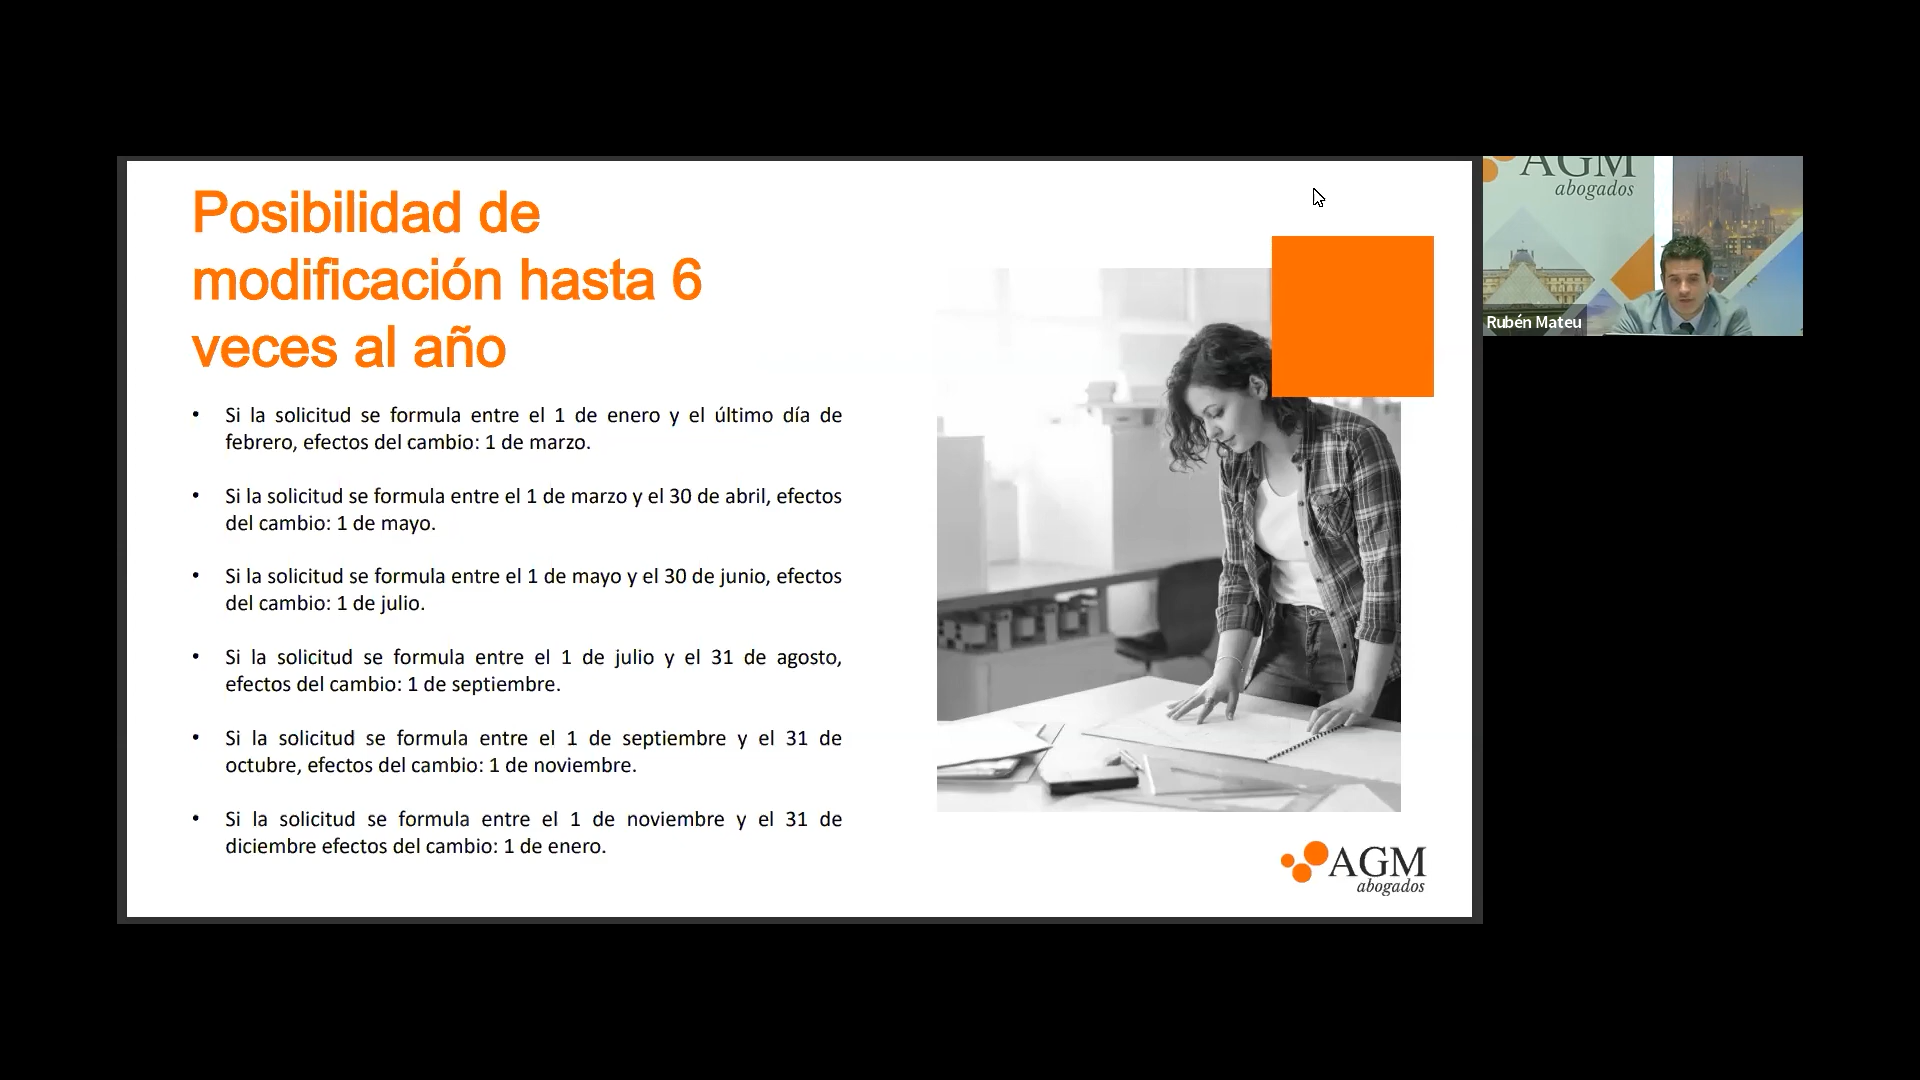 Posibilidad de
modificación hasta 6
veces al año
• Si la solicitud se formula entre el 1 de enero y el último día de
febrero, efectos del cambio: 1 de marzo.
• Si la solicitud se formula entre el 1 de marzo y el 30 de abril, efectos
del cambio: 1 de mayo.
• Si la solicitud se formula entre el 1 de mayo y el 30 de junio, efectos
del cambio: 1 de julio.
• Si la solicitud se formula entre el 1 de julio y el 31 de agosto,
efectos del cambio: 1 de septiembre.
• Si la solicitud se formula entre el 1 de septiembre y el 31 de
octubre, efectos del cambio: 1 de noviembre.
• Si la solicitud se formula entre el 1 de noviembre y el 31 de
diciembre efectos del cambio: 1 de enero.
AGM
abogados
AGM
abogados
Rubén Mateu